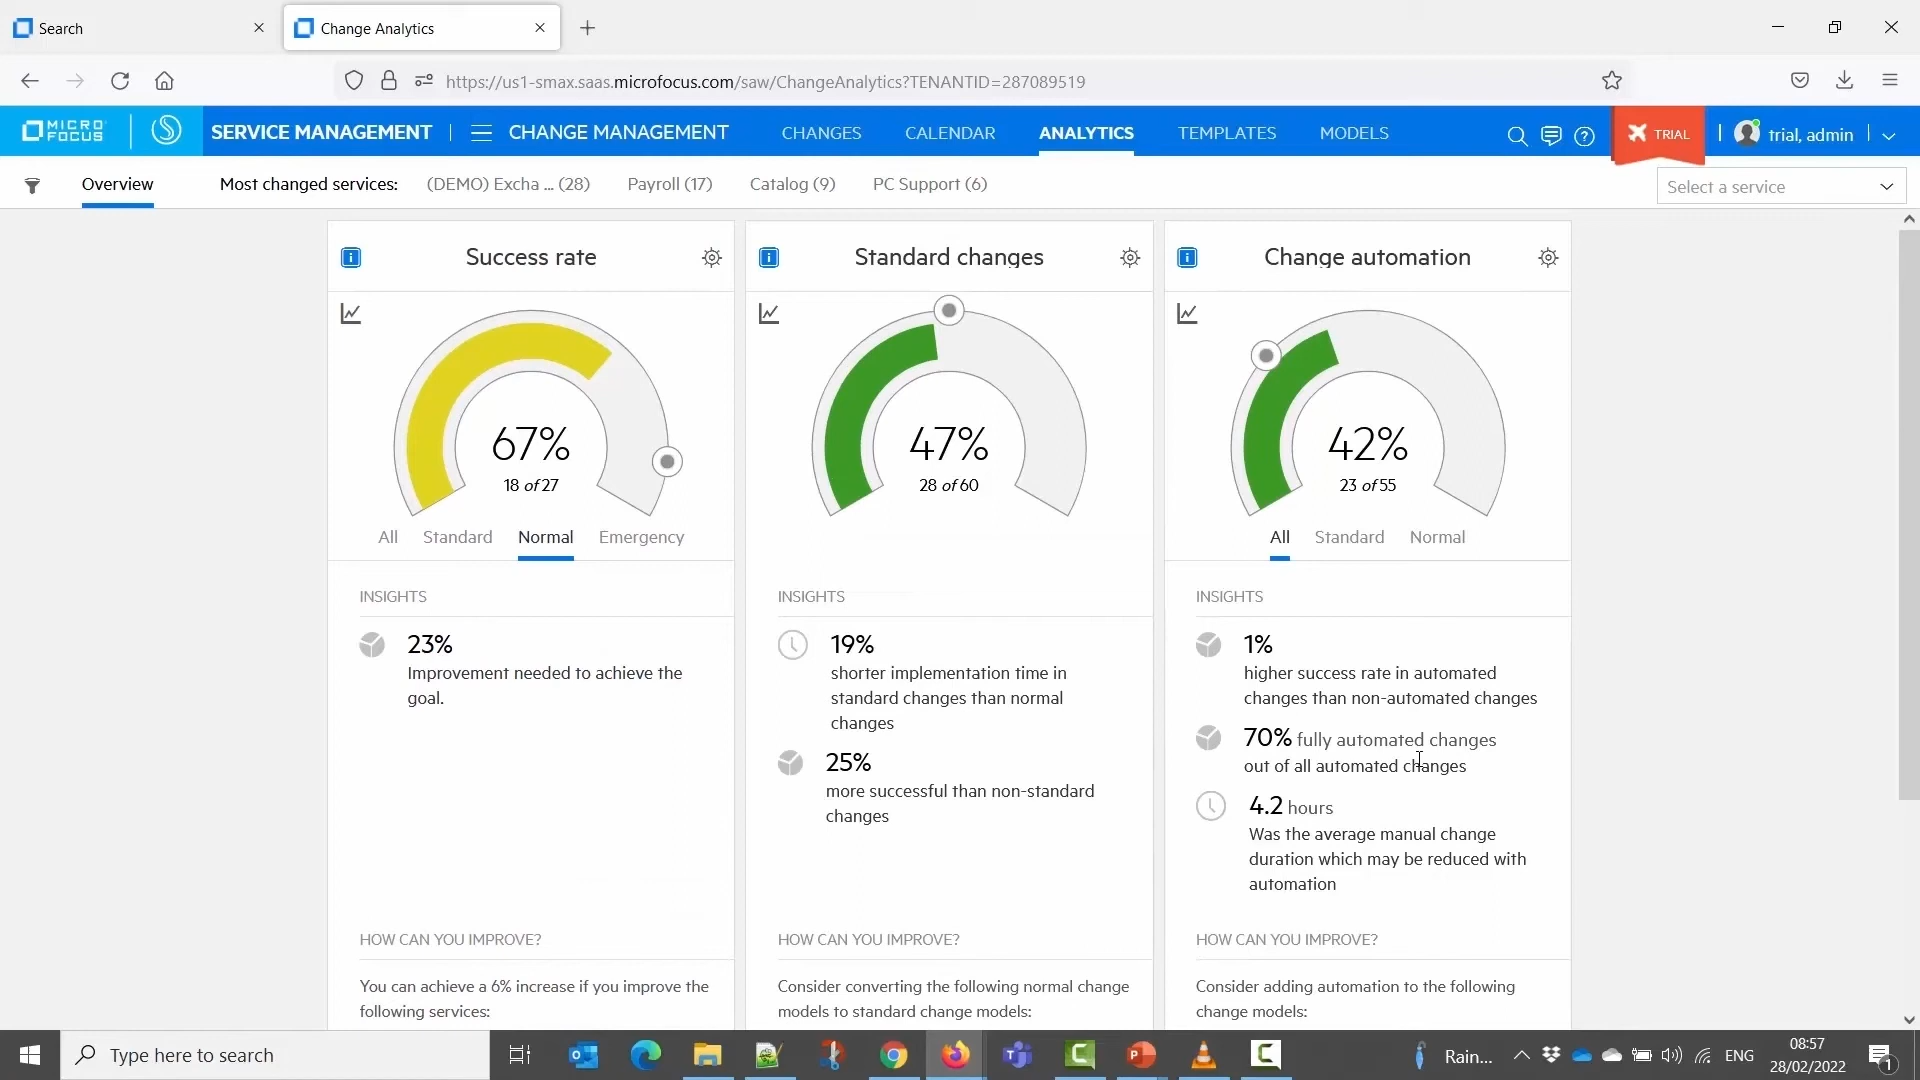 Search
Change Analytics
https://us1-smax.saas.microfocus.com/saw/ChangeAnalytics?TENANTID=287089519
MICRO
FOCUS
SERVICE MANAGEMENT
CHANGE MANAGEMENT
CHANGES
CALENDAR
ANALYTICS
TEMPLATES
MODELS
TRIAL
trial, admin
Overview
Most changed services:
(DEMO) Excha ... (28)
Payroll (17)
Catalog (9)
PC Support (6)
Select a service
Success rate
67%
18 of 27
All
Standard
Normal
Emergency
INSIGHTS
23%
Improvement needed to achieve the
goal.
HOW CAN YOU IMPROVE?
You can achieve a 6% increase if you improve the
following services:
Standard changes
47%
28 of 60
INSIGHTS
19%
shorter implementation time in
standard changes than normal
changes
25%
more successful than non-standard
changes
HOW CAN YOU IMPROVE?
Consider converting the following normal change
models to standard change models:
Change automation
42%
23 of 55
All
Standard
Normal
INSIGHTS
1%
higher success rate in automated
changes than non-automated changes
70% fully automated changes
out of all automated changes
4.2 hours
Was the average manual change
duration which may be reduced with
automation
HOW CAN YOU IMPROVE?
Consider adding automation to the following
change models:
Type here to search
Rain...
ENG
08:57
28/02/2022
1